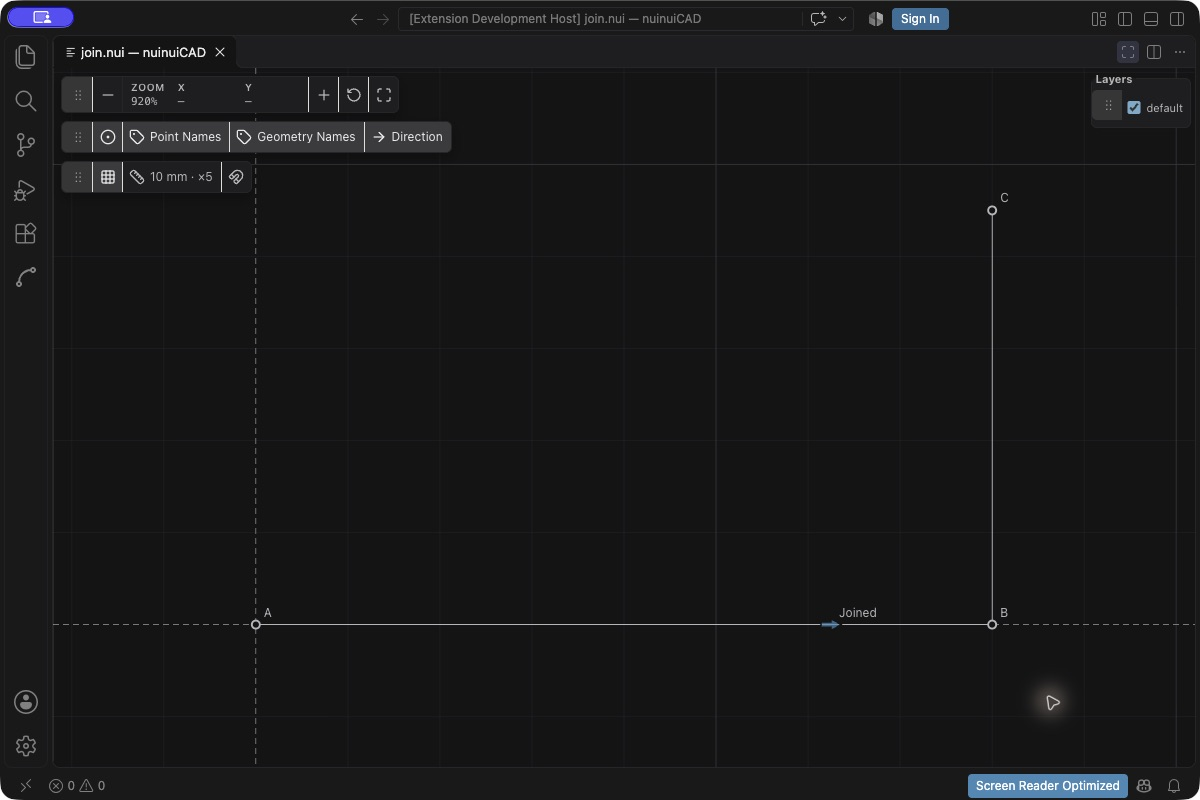 [Extension Development Host] join.nui — nuinuiCAD
Sign In
join.nui — nuinuiCAD
ZOOM X Y
920% – –
Point Names Geometry Names Direction
10 mm · ×5
Layers
default
C
A
Joined
B
0 0
Screen Reader Optimized